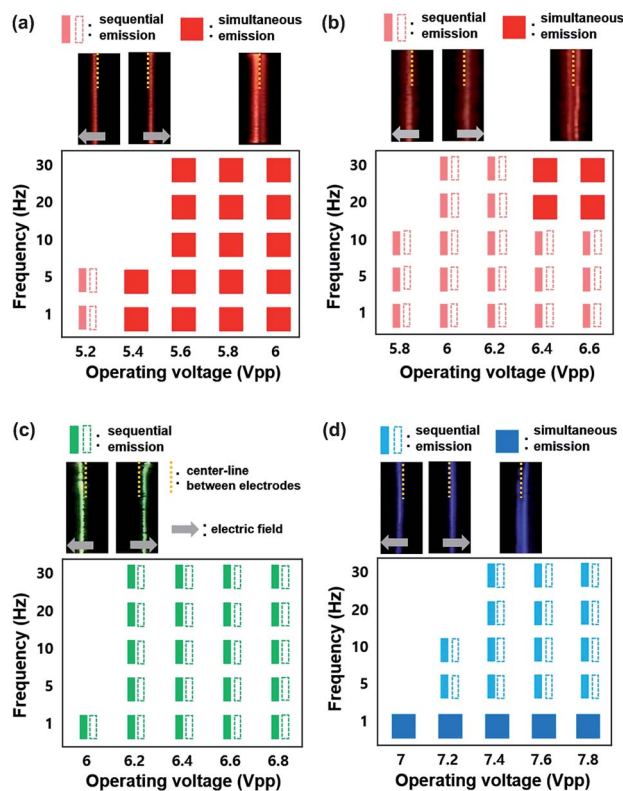 (a)
: sequential emission
: simultaneous emission
Frequency (Hz)
30
20
10
5
1
5.2 5.4 5.6 5.8 6
Operating voltage (Vpp)
(b)
: sequential emission
: simultaneous emission
Frequency (Hz)
30
20
10
5
1
5.8 6 6.2 6.4 6.6
Operating voltage (Vpp)
(c)
: sequential emission
: center-line between electrodes
: electric field
Frequency (Hz)
30
20
10
5
1
6 6.2 6.4 6.6 6.8
Operating voltage (Vpp)
(d)
: sequential emission
: simultaneous emission
Frequency (Hz)
30
20
10
5
1
7 7.2 7.4 7.6 7.8
Operating voltage (Vpp)